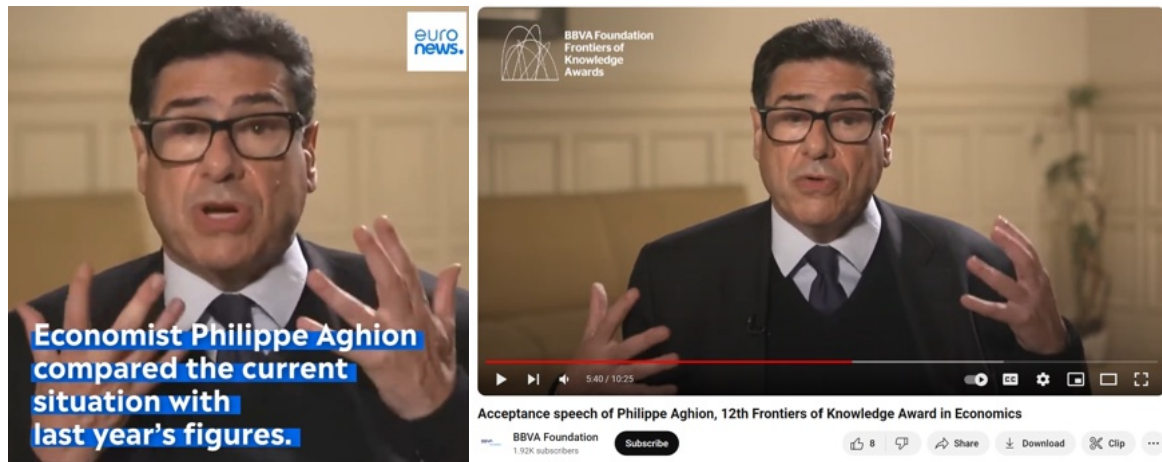 euro
news.
Economist Philippe Aghion
compared the current
situation with
last year's figures.
BBVA Foundation
Frontiers of
Knowledge
Awards
5:40 / 10:25
CC
Acceptance speech of Philippe Aghion, 12th Frontiers of Knowledge Award in Economics
BBVA Foundation
1.92K subscribers
Subscribe
8
Share
Download
Clip